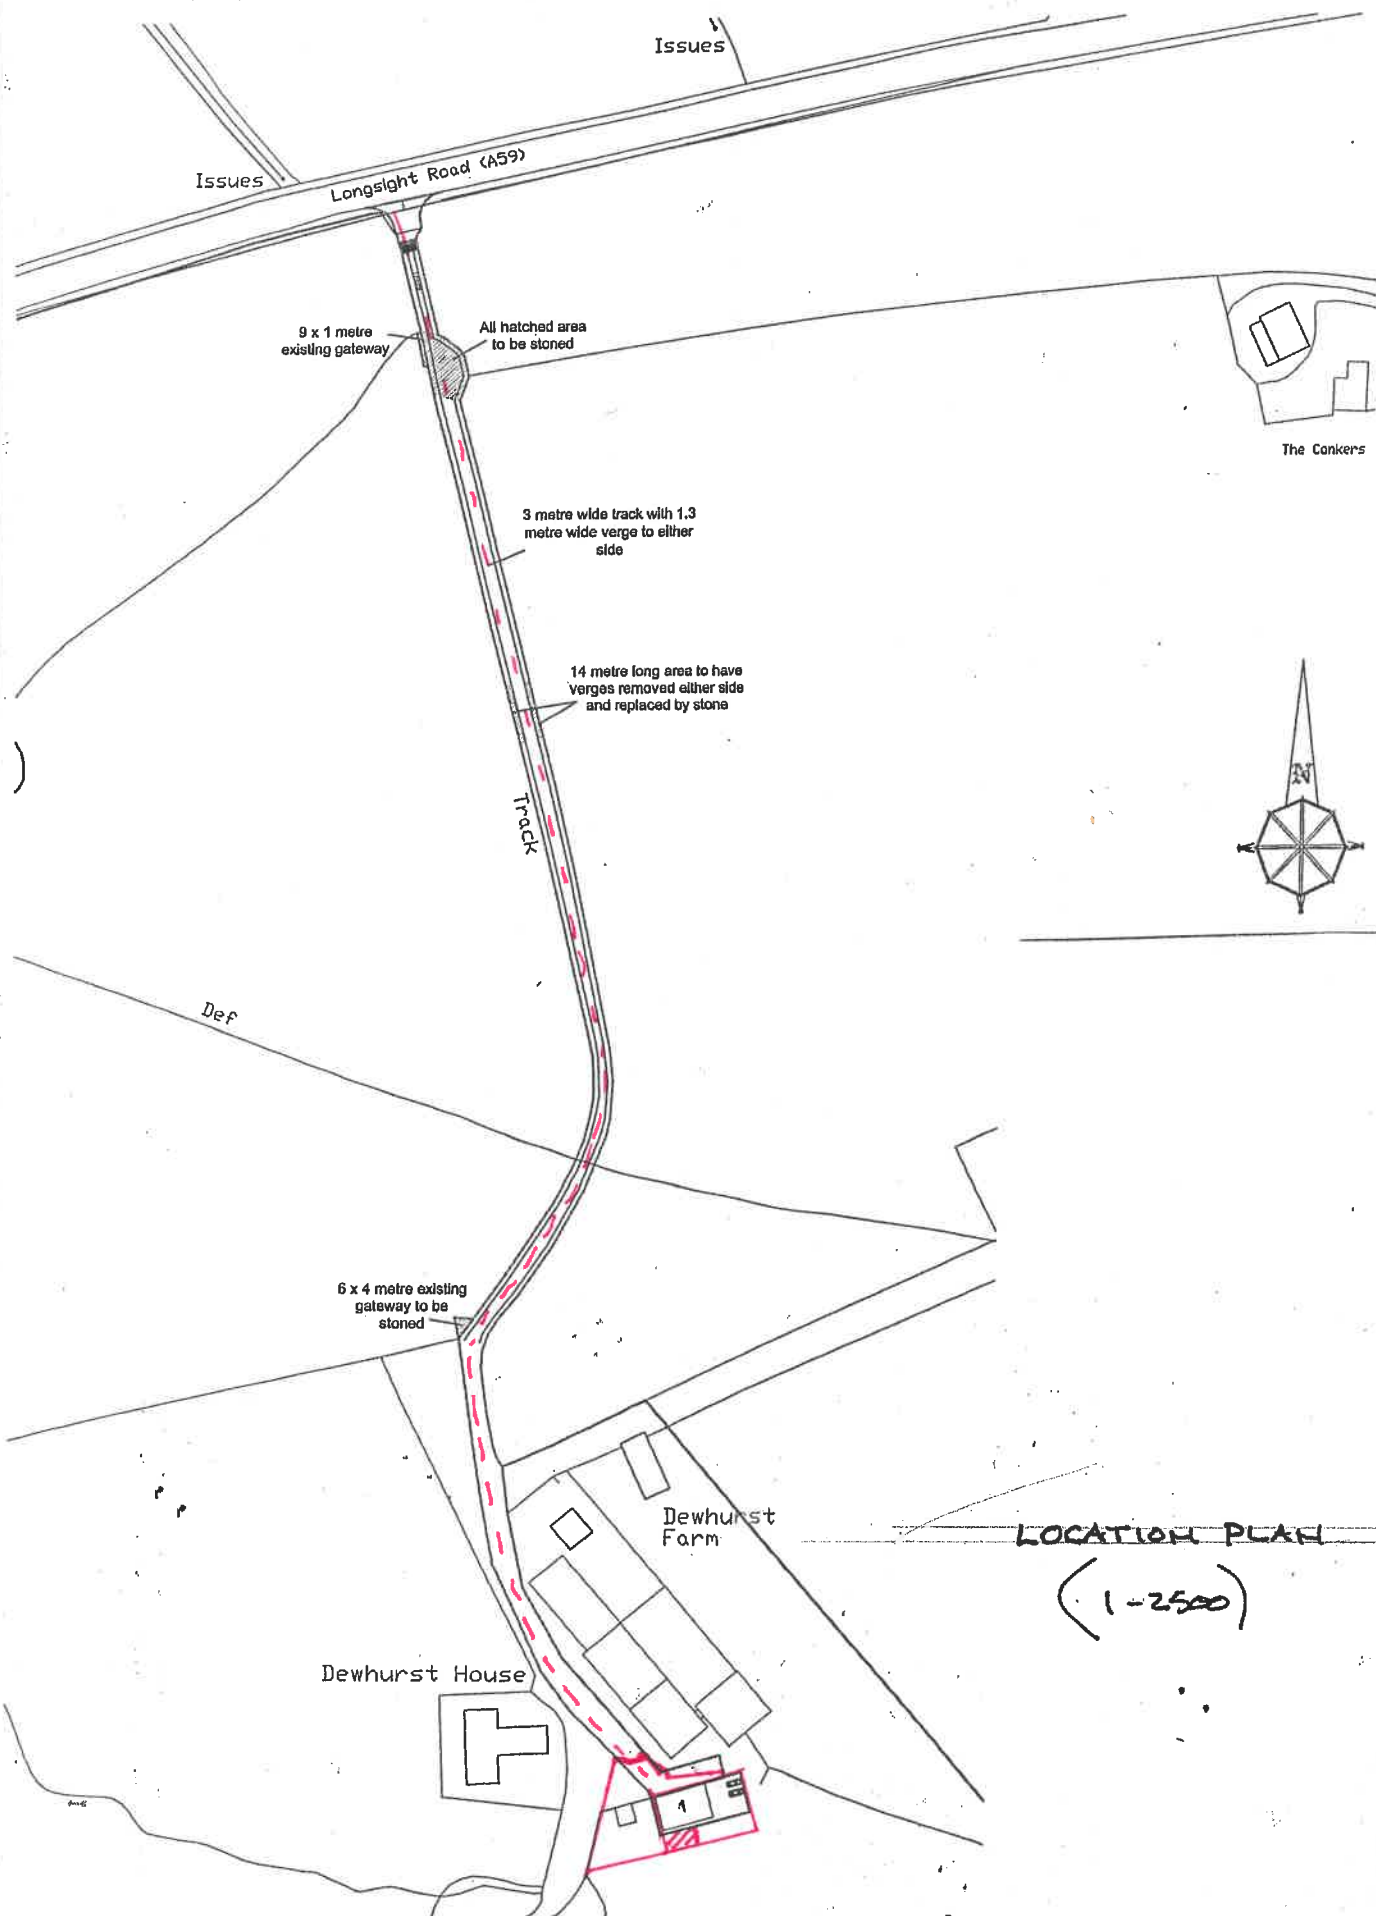 Issues
Issues
Longsight Road (A59)
9 x 1 metre
existing gateway
All hatched area
to be stoned
The Conkers
3 metre wide track with 1.3
metre wide verge to either
side
14 metre long area to have
verges removed either side
and replaced by stone
N
Track
Def
6 x 4 metre existing
gateway to be
stoned
Dewhurst
Farm
LOCATION PLAN
(1-2500)
Dewhurst House
1